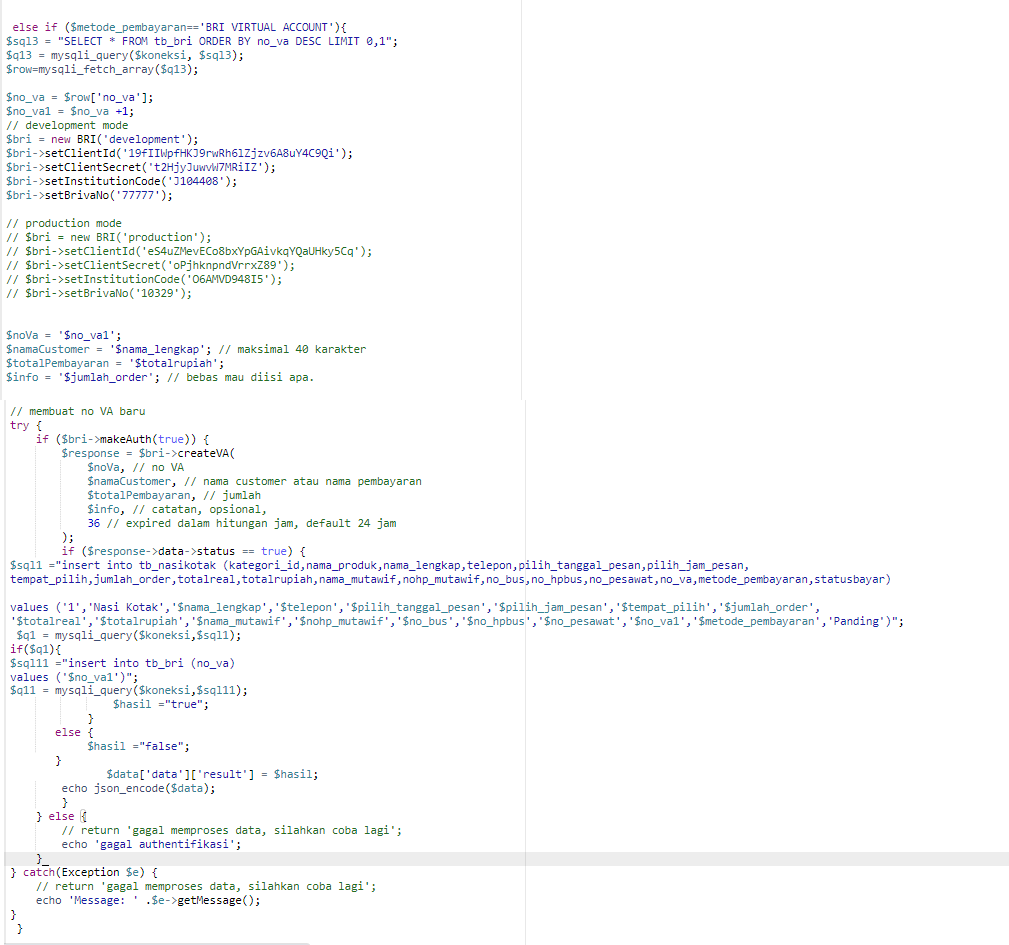 else if ($metode_pembayaran=='BRI VIRTUAL ACCOUNT'){
$sql3 = "SELECT * FROM tb_bri ORDER BY no_va DESC LIMIT 0,1";
$q13 = mysqli_query($koneksi, $sql3);
$row=mysqli_fetch_array($q13);
$no_va = $row['no_va'];
$no_va1 = $no_va +1;
// development mode
$bri = new BRI('development');
$bri->setClientId('19fIIWpfHKJ9rwRh6lZjzv6A8uY4C9Qi');
$bri->setClientSecret('t2HjyJuwvW7MRiIZ');
$bri->setInstitutionCode('J104408');
$bri->setBrivaNo('77777');
// production mode
// $bri = new BRI('production');
// $bri->setClientId('eS4uZMevECo8bxYpGAivkqYQaUHky5Cq');
// $bri->setClientSecret('oPjhknpndVrrxZ89');
// $bri->setInstitutionCode('O6AMVD948I5');
// $bri->setBrivaNo('10329');
$noVa = '$no_va1';
$namaCustomer = '$nama_lengkap'; // maksimal 40 karakter
$totalPembayaran = '$totalrupiah';
$info = '$jumlah_order'; // bebas mau diisi apa.
// membuat no VA baru
try {
if ($bri->makeAuth(true)) {
$response = $bri->createVA(
$noVa, // no VA
$namaCustomer, // nama customer atau nama pembayaran
$totalPembayaran, // jumlah
$info, // catatan, opsional,
36 // expired dalam hitungan jam, default 24 jam
);
if ($response->data->status == true) {
$sql1 ="insert into tb_nasikotak (kategori_id,nama_produk,nama_lengkap,telepon,pilih_tanggal_pesan,pilih_jam_pesan,
tempat_pilih,jumlah_order,totalreal,totalrupiah,nama_mutawif,nohp_mutawif,no_bus,no_hpbus,no_pesawat,no_va,metode_pembayaran,statusbayar)
values ('1','Nasi Kotak','$nama_lengkap','$telepon','$pilih_tanggal_pesan','$pilih_jam_pesan','$tempat_pilih','$jumlah_order',
'$totalreal','$totalrupiah','$nama_mutawif','$nohp_mutawif','$no_bus','$no_hpbus','$no_pesawat','$no_va1','$metode_pembayaran','Panding')";
$q1 = mysqli_query($koneksi,$sql1);
if($q1){
$sql11 ="insert into tb_bri (no_va)
values ('$no_va1')";
$q11 = mysqli_query($koneksi,$sql11);
$hasil ="true";
}
else {
$hasil ="false";
}
$data['data']['result'] = $hasil;
echo json_encode($data);
}
} else {
// return 'gagal memproses data, silahkan coba lagi';
echo 'gagal authentifikasi';
}
} catch(Exception $e) {
// return 'gagal memproses data, silahkan coba lagi';
echo 'Message: ' .$e->getMessage();
}
}